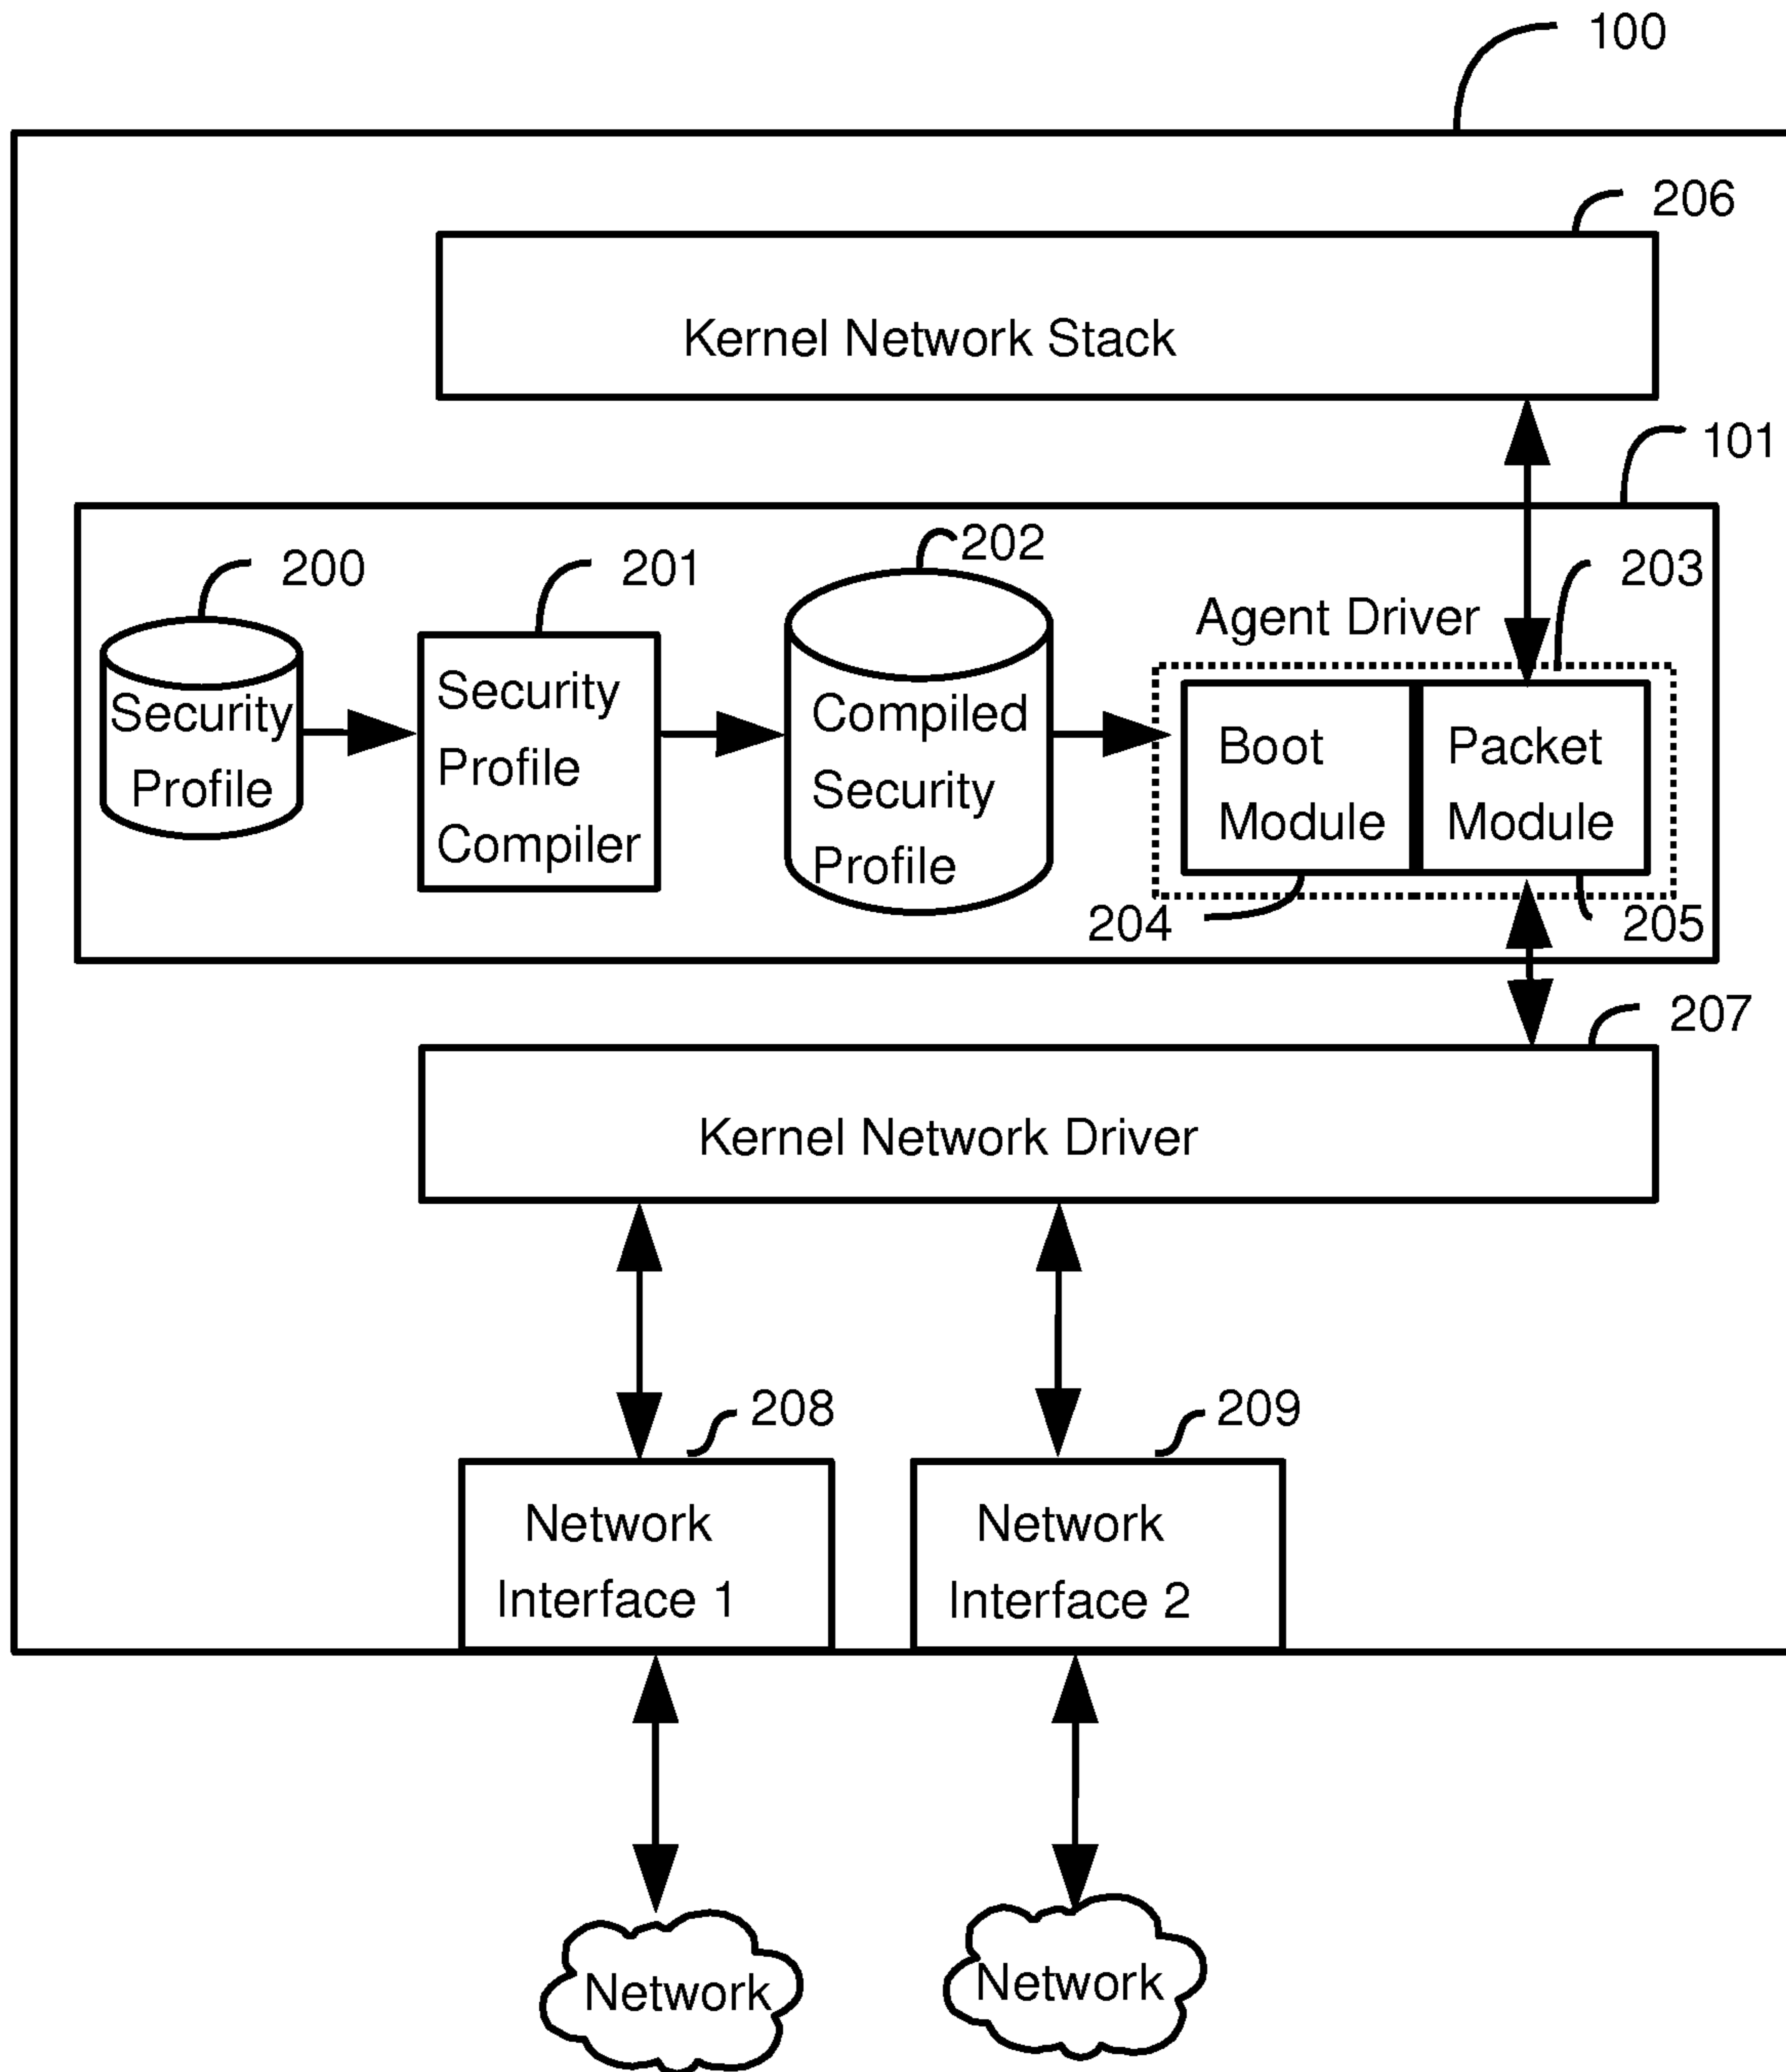 100
206
Kernel Network Stack
101
200
201
202
203
Agent Driver
Security
Profile
Security
Profile
Compiler
Compiled
Security
Profile
Boot
Module
Packet
Module
204
205
207
Kernel Network Driver
208
209
Network
Interface 1
Network
Interface 2
Network
Network